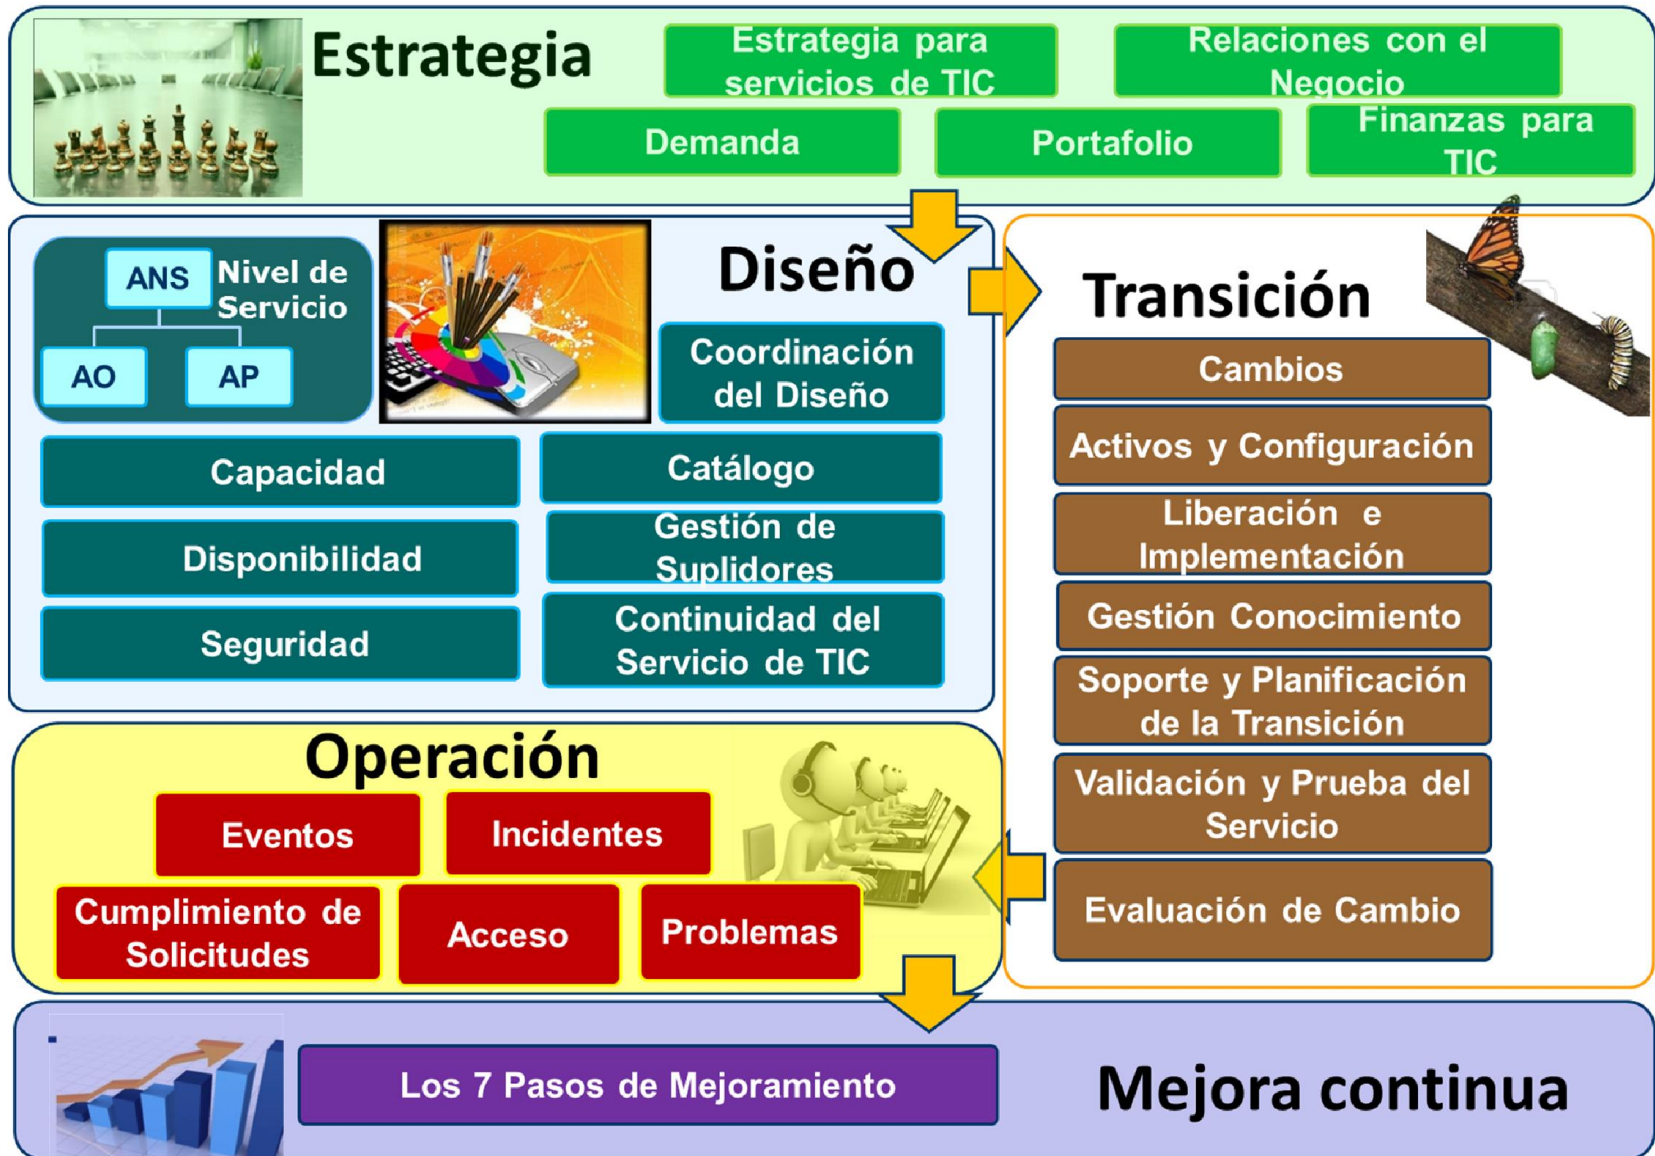 Estrategia
Estrategia para
servicios de TIC
Relaciones con el
Negocio
Demanda
Portafolio
Finanzas para
TIC
ANS
Nivel de
Servicio
AO
AP
Diseño
Coordinación
del Diseño
Capacidad
Catálogo
Disponibilidad
Gestión de
Suplidores
Seguridad
Continuidad del
Servicio de TIC
Transición
Cambios
Activos y Configuración
Liberación e
Implementación
Gestión Conocimiento
Soporte y Planificación
de la Transición
Validación y Prueba del
Servicio
Evaluación de Cambio
Operación
Eventos
Incidentes
Cumplimiento de
Solicitudes
Acceso
Problemas
Los 7 Pasos de Mejoramiento
Mejora continua